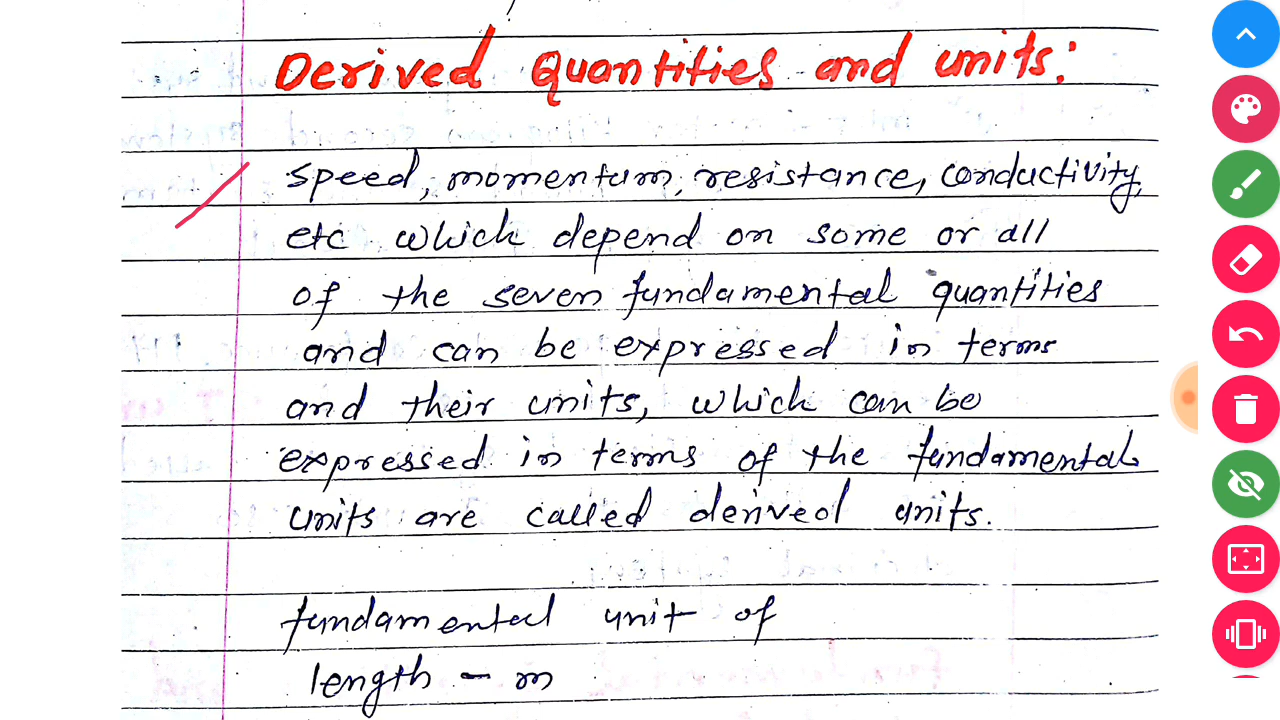 Derived Quantities and units:
speed, momentum, resistance, conductivity,
etc which depend on some or all
of the seven fundamental quantities
and can be expressed in terms
and their units, which can be
expressed in terms of the fundamental
units are called derived units.
fundamental unit of
length - m